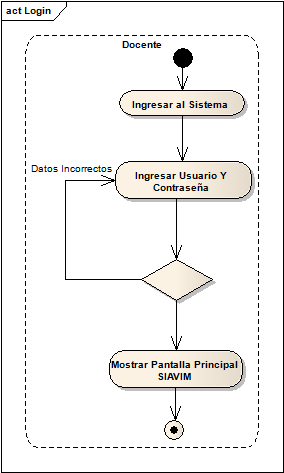 act Login
Docente
Ingresar al Sistema
Datos Incorrectos
Ingresar Usuario Y
Contraseña
Mostrar Pantalla Principal
SIAVIM